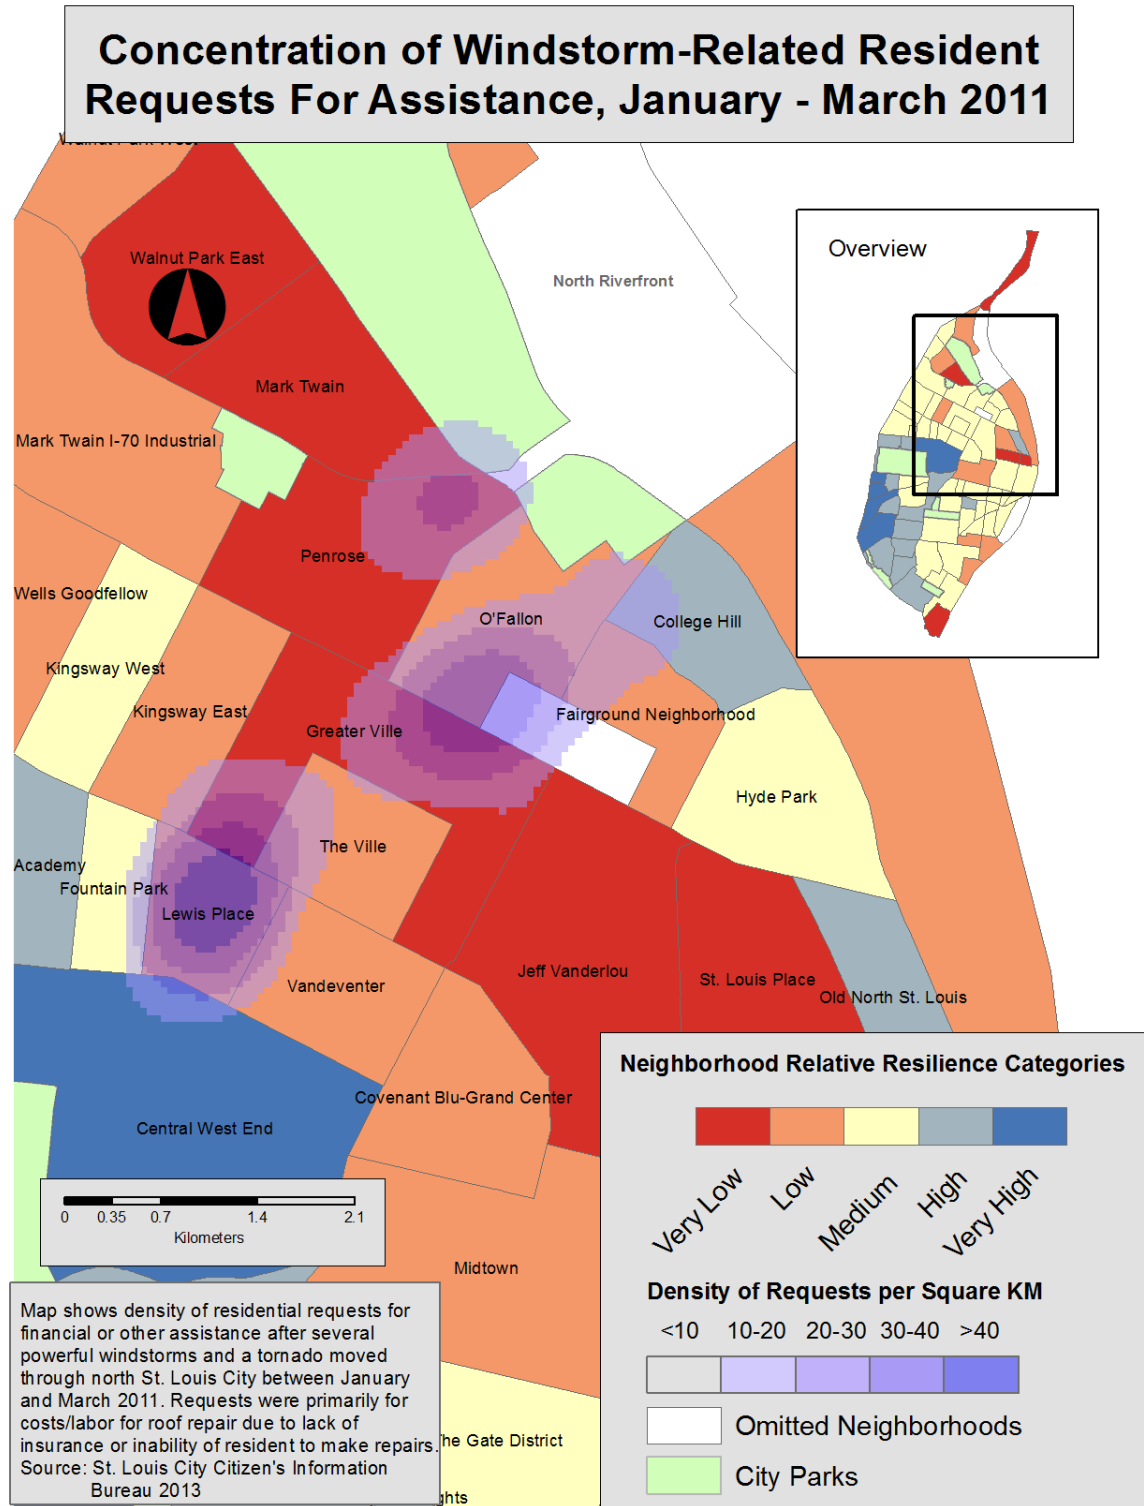 Concentration of Windstorm-Related Resident
Requests For Assistance, January - March 2011
Overview
Walnut Park East
North Riverfront
Mark Twain
Mark Twain I-70 Industrial
Penrose
Wells Goodfellow
O'Fallon
College Hill
Kingsway West
Kingsway East
Greater Ville
Fairground Neighborhood
Hyde Park
The Ville
Academy
Fountain Park
Lewis Place
Jeff Vanderlou
St. Louis Place
Vandeventer
Old North St. Louis
Covenant Blu-Grand Center
Central West End
Midtown
The Gate District
0 0.35 0.7 1.4 2.1
Kilometers
Map shows density of residential requests for
financial or other assistance after several
powerful windstorms and a tornado moved
through north St. Louis City between January
and March 2011. Requests were primarily for
costs/labor for roof repair due to lack of
insurance or inability of resident to make repairs.
Source: St. Louis City Citizen's Information
Bureau 2013
Neighborhood Relative Resilience Categories
Very Low
Low
Medium
High
Very High
Density of Requests per Square KM
<10 10-20 20-30 30-40 >40
Omitted Neighborhoods
City Parks